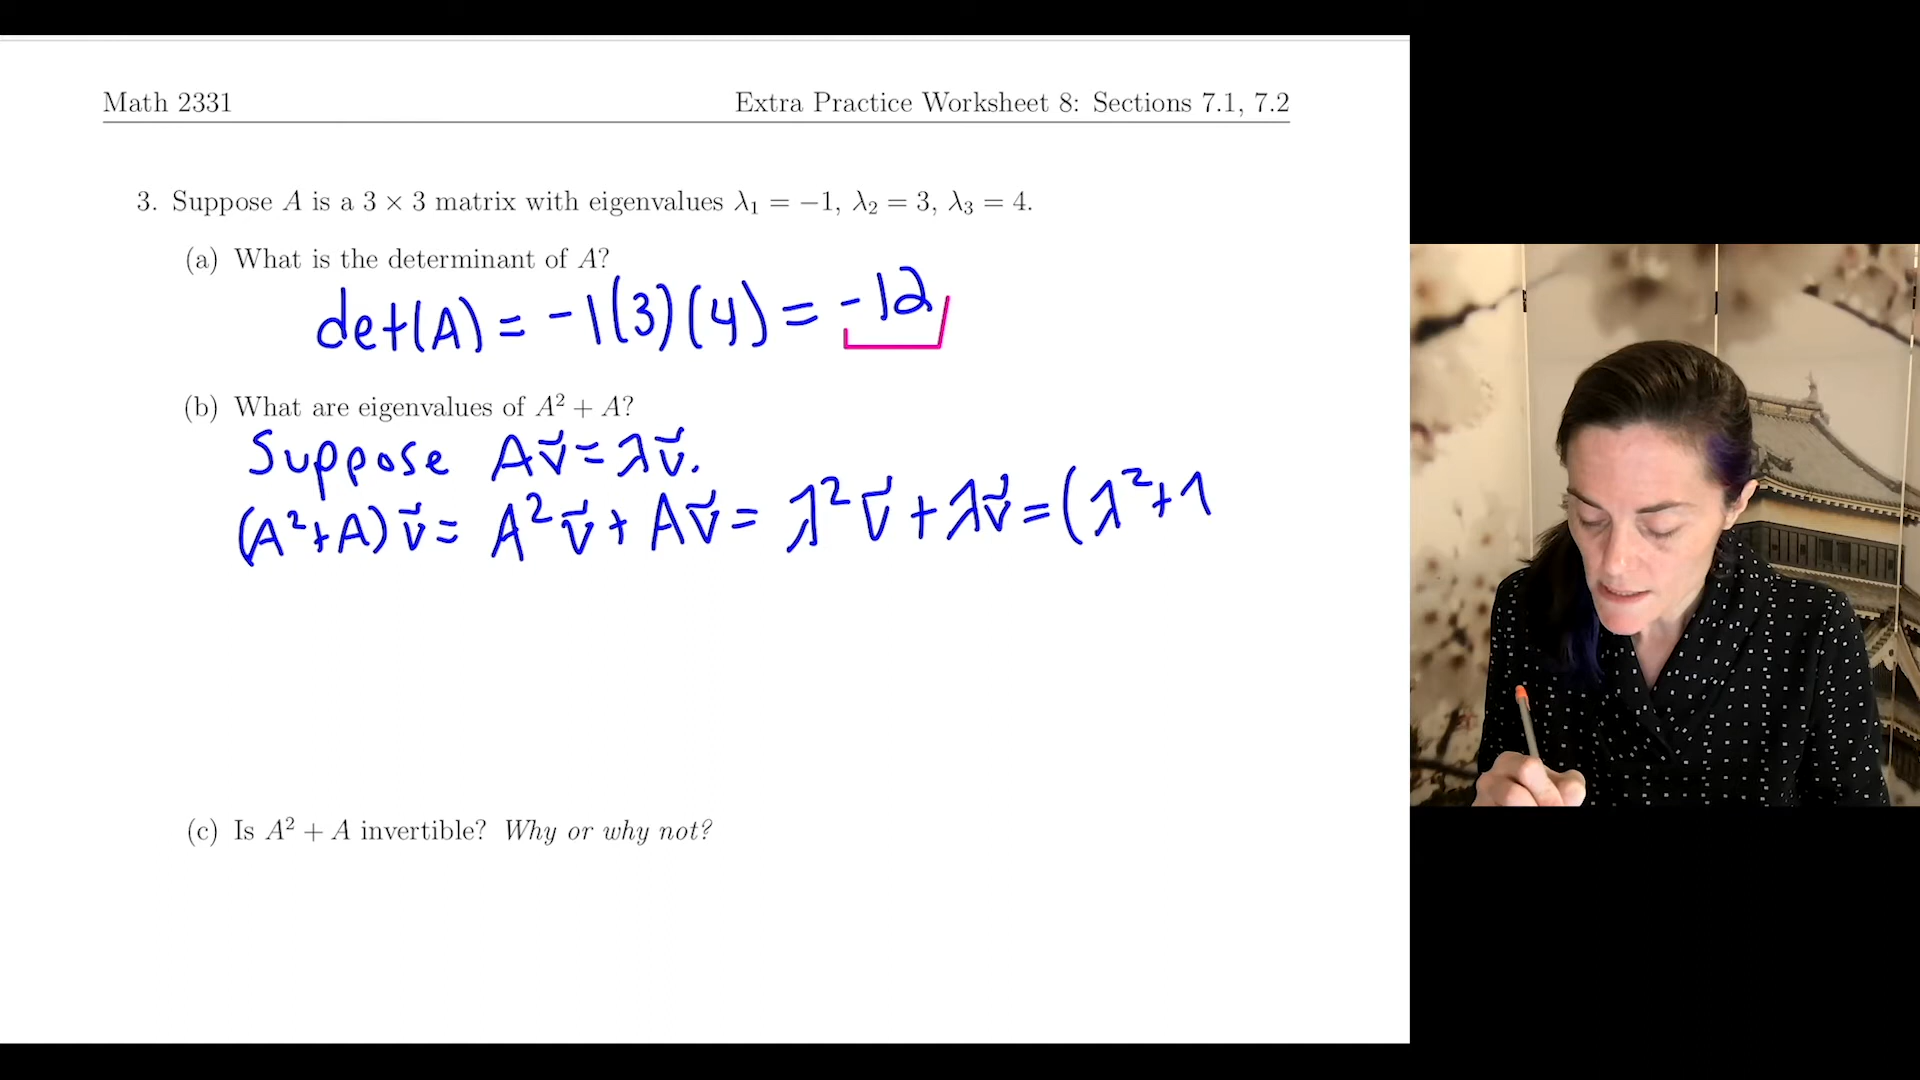 Math 2331 Extra Practice Worksheet 8: Sections 7.1, 7.2
3. Suppose A is a 3 × 3 matrix with eigenvalues λ₁ = −1, λ₂ = 3, λ₃ = 4.
(a) What is the determinant of A?
det(A) = -1(3)(4) = -12
(b) What are eigenvalues of A² + A?
Suppose Av⃗ = λv⃗.
(A²+A)v⃗ = A²v⃗ + Av⃗ = λ²v⃗ + λv⃗ = (λ²+
(c) Is A² + A invertible? Why or why not?